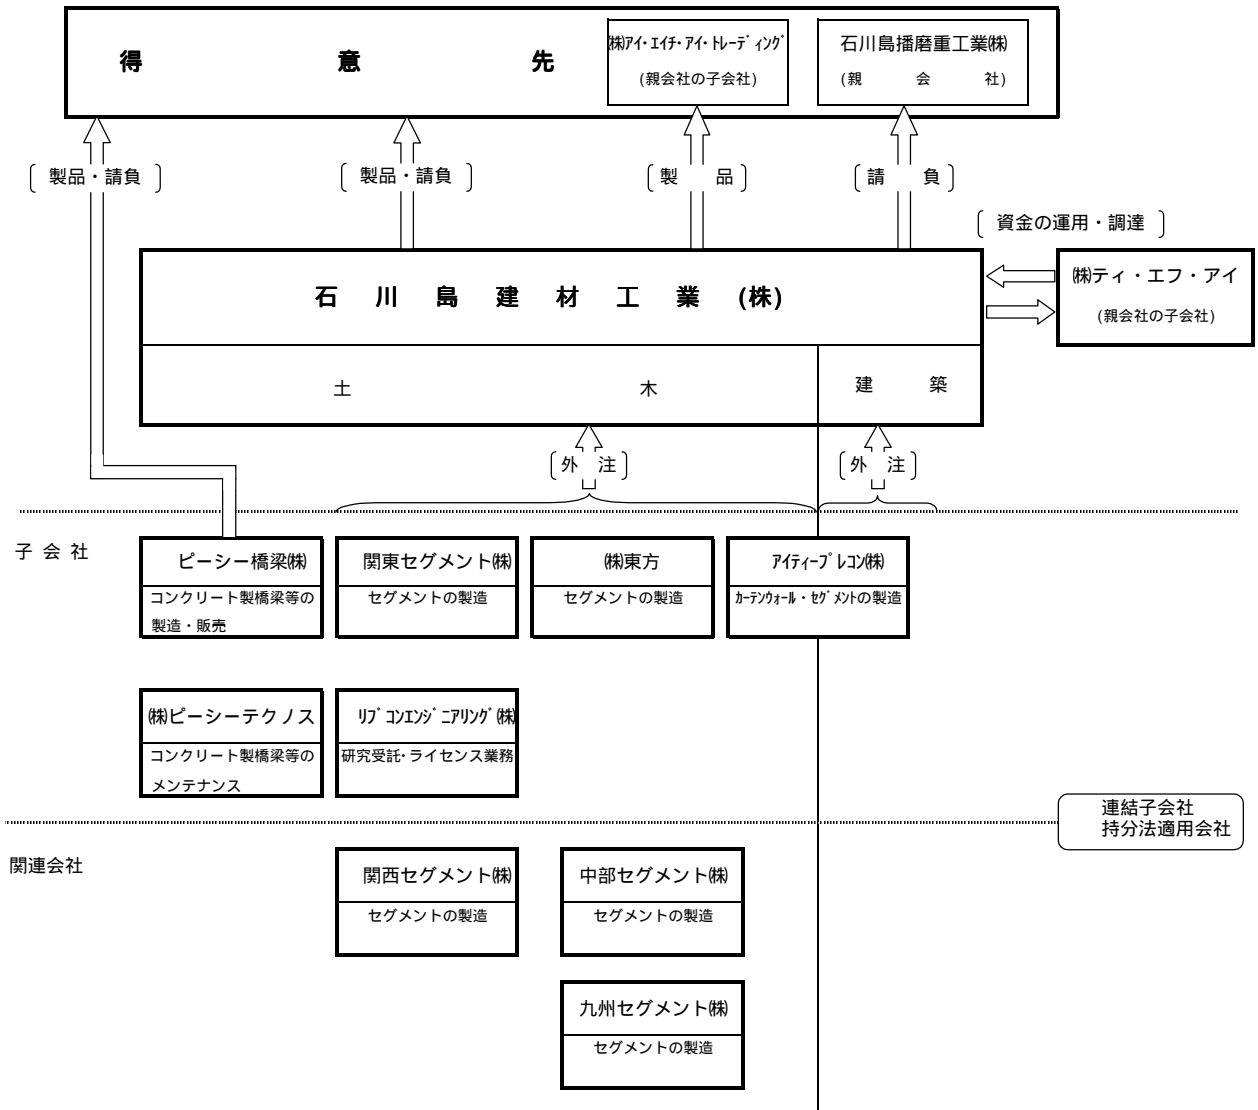 得　意　先
㈱アイ・エイチ・アイ・トレーディング
(親会社の子会社)
石川島播磨重工業㈱
(親　会　社)
〔 製品・請負 〕
〔 製品・請負 〕
〔 製　品 〕
〔 請　負 〕
〔 資金の運用・調達 〕
石 川 島 建 材 工 業 (株)
㈱ティ・エフ・アイ
(親会社の子会社)
土　木
建　築
〔 外 注 〕
〔 外 注 〕
子 会 社
ピーシー橋梁㈱
コンクリート製橋梁等の
製造・販売
関東セグメント㈱
セグメントの製造
㈱東方
セグメントの製造
アイティープレコン㈱
カーテンウォール・セグメントの製造
㈱ピーシーテクノス
コンクリート製橋梁等の
メンテナンス
リブコンエンジニアリング㈱
研究受託・ライセンス業務
連結子会社
持分法適用会社
関連会社
関西セグメント㈱
セグメントの製造
中部セグメント㈱
セグメントの製造
九州セグメント㈱
セグメントの製造